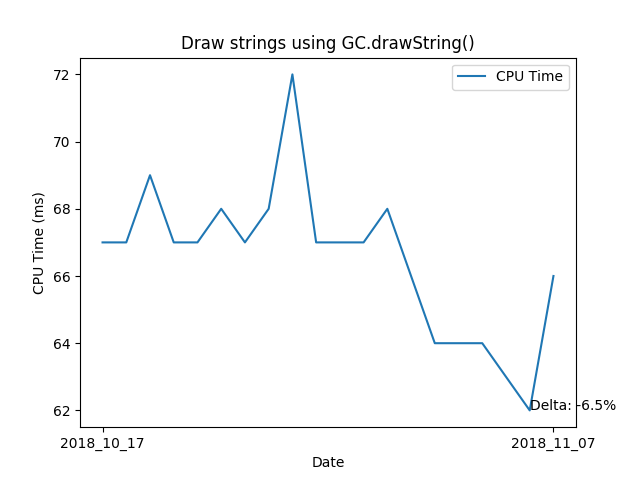 Draw strings using GC.drawString()
CPU Time
72
70
68
66
64
62
CPU Time (ms)
Delta: -6.5%
2018_10_17
2018_11_07
Date